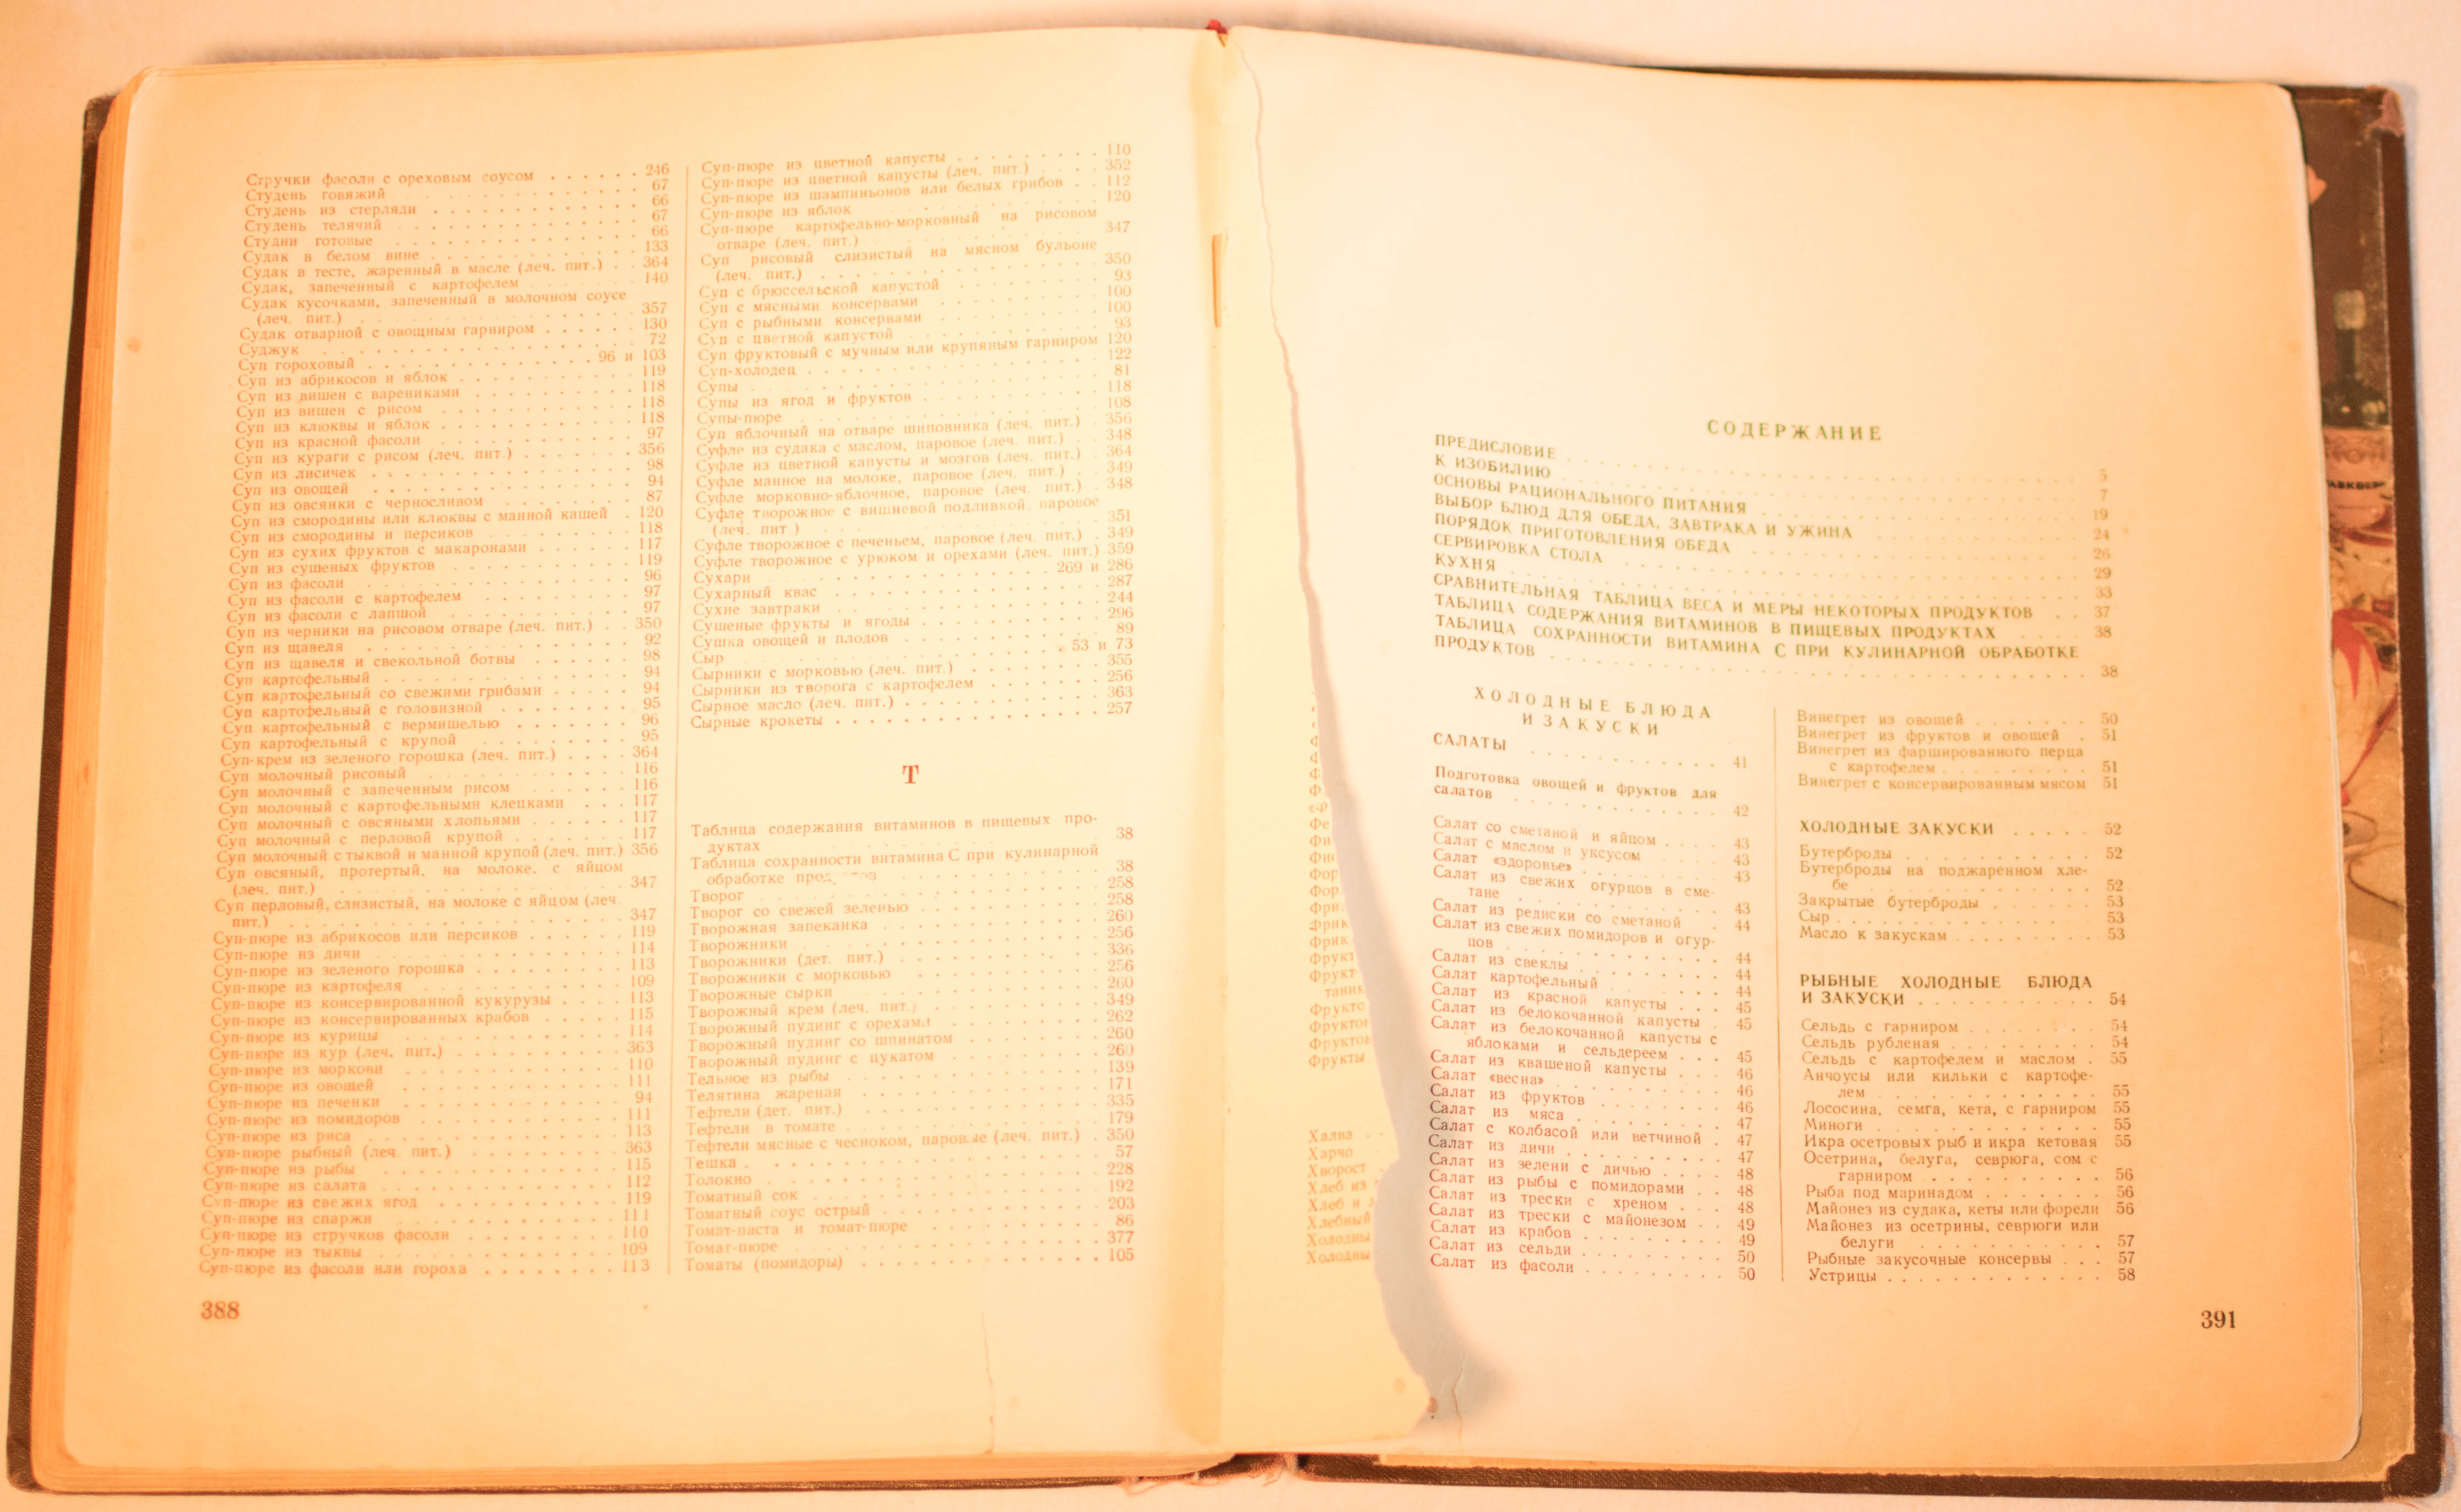 Стручки фасоли с ореховым соусом . . . . . . 246
Студень говяжий . . . . . . 67
Студень из стерляди . . . . . . 66
Студень телячий . . . . . . 67
Студни готовые . . . . . . 66
Судак в белом вине . . . . . . 133
Судак в тесте, жаренный в масле (леч. пит.) . . 364
Судак, запеченный с картофелем . . . . . . 140
Судак кусочками, запеченный в молочном соусе
(леч. пит.) . . . . . . 357
Судак отварной с овощным гарниром . . . . . . 130
Суджук . . . . . . 72
Суп гороховый . . . . . . 96 и 103
Суп из абрикосов и яблок . . . . . . 119
Суп из вишен с варениками . . . . . . 118
Суп из вишен с рисом . . . . . . 118
Суп из клюквы и яблок . . . . . . 118
Суп из красной фасоли . . . . . . 97
Суп из кураги с рисом (леч. пит.) . . . . . . 356
Суп из лисичек . . . . . . 98
Суп из овощей . . . . . . 94
Суп из овсянки с черносливом . . . . . . 87
Суп из смородины или клюквы с манной кашей . 120
Суп из смородины и персиков . . . . . . 118
Суп из сухих фруктов с макаронами . . . . . . 117
Суп из сушеных фруктов . . . . . . 119
Суп из фасоли . . . . . . 96
Суп из фасоли с картофелем . . . . . . 97
Суп из фасоли с лапшой . . . . . . 97
Суп из черники на рисовом отваре (леч. пит.) . . 350
Суп из щавеля . . . . . . 92
Суп из щавеля и свекольной ботвы . . . . . . 98
Суп картофельный . . . . . . 94
Суп картофельный со свежими грибами . . . . . 94
Суп картофельный с головизной . . . . . . 95
Суп картофельный с вермишелью . . . . . . 96
Суп картофельный с крупой . . . . . . 95
Суп-крем из зеленого горошка (леч. пит.) . . . . 364
Суп молочный рисовый . . . . . . 116
Суп молочный с запеченным рисом . . . . . . 116
Суп молочный с картофельными клецками . . . 117
Суп молочный с овсяными хлопьями . . . . . 117
Суп молочный с перловой крупой . . . . . . 117
Суп молочный с тыквой и манной крупой (леч. пит.) 356
Суп овсяный, протертый, на молоке, с яйцом
(леч. пит.) . . . . . . 347
Суп перловый, слизистый, на молоке с яйцом (леч.
пит.) . . . . . . 347
Суп-пюре из абрикосов или персиков . . . . . . 119
Суп-пюре из дичи . . . . . . 114
Суп-пюре из зеленого горошка . . . . . . 113
Суп-пюре из картофеля . . . . . . 109
Суп-пюре из консервированной кукурузы . . . . 113
Суп-пюре из консервированных крабов . . . . . 115
Суп-пюре из курицы . . . . . . 114
Суп-пюре из кур (леч. пит.) . . . . . . 363
Суп-пюре из моркови . . . . . . 110
Суп-пюре из овощей . . . . . . 111
Суп-пюре из печенки . . . . . . 94
Суп-пюре из помидоров . . . . . . 111
Суп-пюре из риса . . . . . . 113
Суп-пюре рыбный (леч. пит.) . . . . . . 363
Суп-пюре из рыбы . . . . . . 115
Суп-пюре из салата . . . . . . 112
Суп-пюре из свежих ягод . . . . . . 119
Суп-пюре из спаржи . . . . . . 111
Суп-пюре из стручков фасоли . . . . . . 110
Суп-пюре из тыквы . . . . . . 109
Суп-пюре из фасоли или гороха . . . . . . 113
388
Суп-пюре из цветной капусты . . . . . . 110
Суп-пюре из цветной капусты (леч. пит.) . . . . 352
Суп-пюре из шампиньонов или белых грибов . . 112
Суп-пюре из яблок . . . . . . 120
Суп-пюре картофельно-морковный на рисовом
отваре (леч. пит.) . . . . . . 347
Суп рисовый слизистый на мясном бульоне
(леч. пит.) . . . . . . 350
Суп с брюссельской капустой . . . . . . 93
Суп с мясными консервами . . . . . . 100
Суп с рыбными консервами . . . . . . 100
Суп с цветной капустой . . . . . . 93
Суп фруктовый с мучным или крупяным гарниром 120
Суп-холодец . . . . . . 122
Супы . . . . . . 81
Супы из ягод и фруктов . . . . . . 118
Супы-пюре . . . . . . 108
Суп яблочный на отваре шиповника (леч. пит.) . 356
Суфле из судака с маслом, паровое (леч. пит.) . 348
Суфле из цветной капусты и мозгов (леч. пит.) . 364
Суфле манное на молоке, паровое (леч. пит.) . . 349
Суфле морковно-яблочное, паровое (леч. пит.) . 348
Суфле творожное с вишневой подливкой, паровое
(леч. пит.) . . . . . . 351
Суфле творожное с печеньем, паровое (леч. пит.) . 349
Суфле творожное с урюком и орехами (леч. пит.) 359
Сухари . . . . . . 269 и 286
Сухарный квас . . . . . . 287
Сухие завтраки . . . . . . 244
Сушеные фрукты и ягоды . . . . . . 296
Сушка овощей и плодов . . . . . . 89
Сыр . . . . . . 53 и 73
Сырники с морковью (леч. пит.) . . . . . . 355
Сырники из творога с картофелем . . . . . . 256
Сырное масло (леч. пит.) . . . . . . 363
Сырные крокеты . . . . . . 257
Т
Таблица содержания витаминов в пищевых про-
дуктах . . . . . . 38
Таблица сохранности витамина С при кулинарной
обработке . . . . . . 38
Творог . . . . . . 258
Творог со свежей зеленью . . . . . . 258
Творожная запеканка . . . . . . 260
Творожники . . . . . . 256
Творожники (дет. пит.) . . . . . . 336
Творожники с морковью . . . . . . 256
Творожные сырки . . . . . . 260
Творожный крем (леч. пит.) . . . . . . 349
Творожный пудинг с орехами . . . . . . 262
Творожный пудинг со шпинатом . . . . . . 260
Творожный пудинг с цукатом . . . . . . 260
Тельное из рыбы . . . . . . 139
Телятина жареная . . . . . . 171
Тефтели (дет. пит.) . . . . . . 335
Тефтели в томате . . . . . . 179
Тефтели мясные с чесноком, паровые (леч. пит.) . 350
Тешка . . . . . . 57
Толокно . . . . . . 228
Томатный сок . . . . . . 192
Томатный соус острый . . . . . . 203
Томат-паста и томат-пюре . . . . . . 86
Томат-пюре . . . . . . 377
Томаты (помидоры) . . . . . . 105
Халва . .
Харчо
Хворост .
Хлеб из
Хлеб и
Хлебный
СОДЕРЖАНИЕ
ПРЕДИСЛОВИЕ . . . . . . 5
К ИЗОБИЛИЮ . . . . . . 7
ОСНОВЫ РАЦИОНАЛЬНОГО ПИТАНИЯ . . . . . . 19
ВЫБОР БЛЮД ДЛЯ ОБЕДА, ЗАВТРАКА И УЖИНА . . . . . . 24
ПОРЯДОК ПРИГОТОВЛЕНИЯ ОБЕДА . . . . . . 26
СЕРВИРОВКА СТОЛА . . . . . . 29
КУХНЯ . . . . . . 33
СРАВНИТЕЛЬНАЯ ТАБЛИЦА ВЕСА И МЕРЫ НЕКОТОРЫХ ПРОДУКТОВ . . 37
ТАБЛИЦА СОДЕРЖАНИЯ ВИТАМИНОВ В ПИЩЕВЫХ ПРОДУКТАХ . . . . 38
ТАБЛИЦА СОХРАННОСТИ ВИТАМИНА С ПРИ КУЛИНАРНОЙ ОБРАБОТКЕ
ПРОДУКТОВ . . . . . . 38
ХОЛОДНЫЕ БЛЮДА
И ЗАКУСКИ
САЛАТЫ . . . . . . 41
Подготовка овощей и фруктов для
салатов . . . . . . 42
Салат со сметаной и яйцом . . . . 43
Салат с маслом и уксусом . . . . 43
Салат «здоровье» . . . . . . 43
Салат из свежих огурцов в сме-
тане . . . . . . 43
Салат из редиски со сметаной . 44
Салат из свежих помидоров и огур-
цов . . . . . . 44
Салат из свеклы . . . . . . 44
Салат картофельный . . . . . . 44
Салат из красной капусты . . . 45
Салат из белокочанной капусты . 45
Салат из белокочанной капусты с
яблоками и сельдереем . . . 45
Салат из квашеной капусты . . . 46
Салат «весна» . . . . . . 46
Салат из фруктов . . . . . . 46
Салат из мяса . . . . . . 47
Салат с колбасой или ветчиной . 47
Салат из дичи . . . . . . 47
Салат из зелени с дичью . . . . 48
Салат из рыбы с помидорами . . 48
Салат из трески с хреном . . . 48
Салат из трески с майонезом . . 49
Салат из крабов . . . . . . 49
Салат из сельди . . . . . . 50
Салат из фасоли . . . . . . 50
Винегрет из овощей . . . . . . 50
Винегрет из фруктов и овощей . 51
Винегрет из фаршированного перца
с картофелем . . . . . . 51
Винегрет с консервированным мясом 51
ХОЛОДНЫЕ ЗАКУСКИ . . . . . 52
Бутерброды . . . . . . 52
Бутерброды на поджаренном хле-
бе . . . . . . 52
Закрытые бутерброды . . . . . . 53
Сыр . . . . . . 53
Масло к закускам . . . . . . 53
РЫБНЫЕ ХОЛОДНЫЕ БЛЮДА
И ЗАКУСКИ . . . . . . 54
Сельдь с гарниром . . . . . . 54
Сельдь рубленая . . . . . . 54
Сельдь с картофелем и маслом . 55
Анчоусы или кильки с картофе-
лем . . . . . . 55
Лососина, семга, кета, с гарниром 55
Миноги . . . . . . 55
Икра осетровых рыб и икра кетовая 55
Осетрина, белуга, севрюга, сом с
гарниром . . . . . . 56
Рыба под маринадом . . . . . . 56
Майонез из судака, кеты или форели 56
Майонез из осетрины, севрюги или
белуги . . . . . . 57
Рыбные закусочные консервы . . . 57
Устрицы . . . . . . 58
391